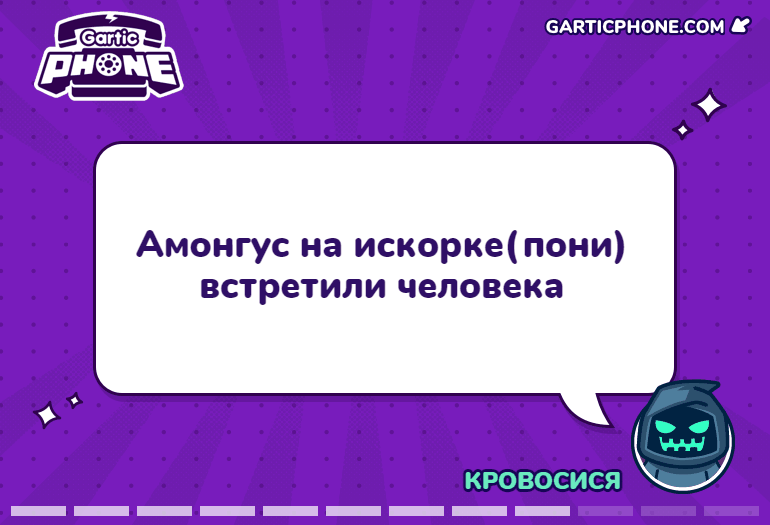 Gartic
PHONE
GARTICPHONE.COM
Амонгус на искорке(пони)
встретили человека
КРОВОСИСЯ